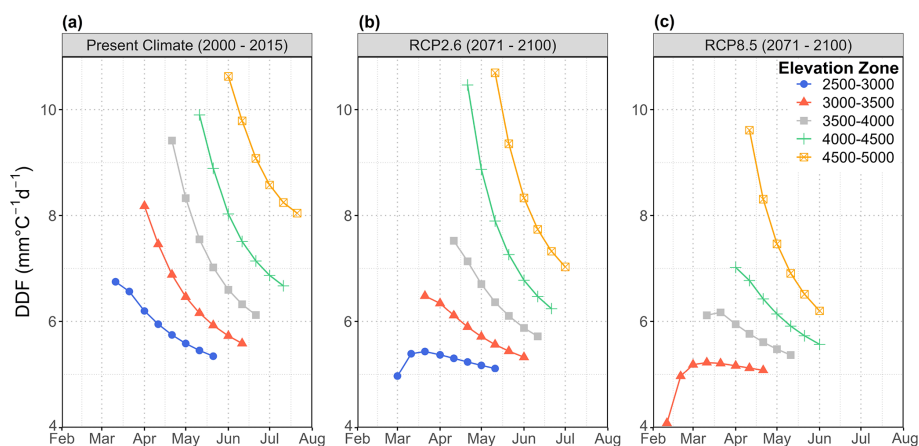 (a)
Present Climate (2000 - 2015)
(b)
RCP2.6 (2071 - 2100)
(c)
RCP8.5 (2071 - 2100)
Elevation Zone
2500-3000
3000-3500
3500-4000
4000-4500
4500-5000
DDF (mm°C⁻¹d⁻¹)
10
8
6
4
Feb Mar Apr May Jun Jul Aug
10
8
6
4
Feb Mar Apr May Jun Jul Aug
10
8
6
4
Feb Mar Apr May Jun Jul Aug